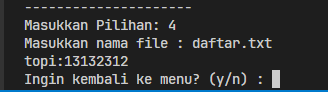 ---------------------
Masukkan Pilihan: 4
Masukkan nama file : daftar.txt
topi:13132312
Ingin kembali ke menu? (y/n) :